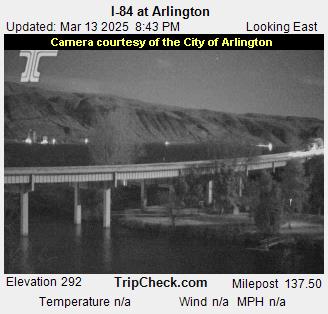 I-84 at Arlington
Updated: Mar 13 2025 8:43 PM Looking East
Camera courtesy of the City of Arlington
Elevation 292 TripCheck.com Milepost 137.50
Temperature n/a Wind n/a MPH n/a